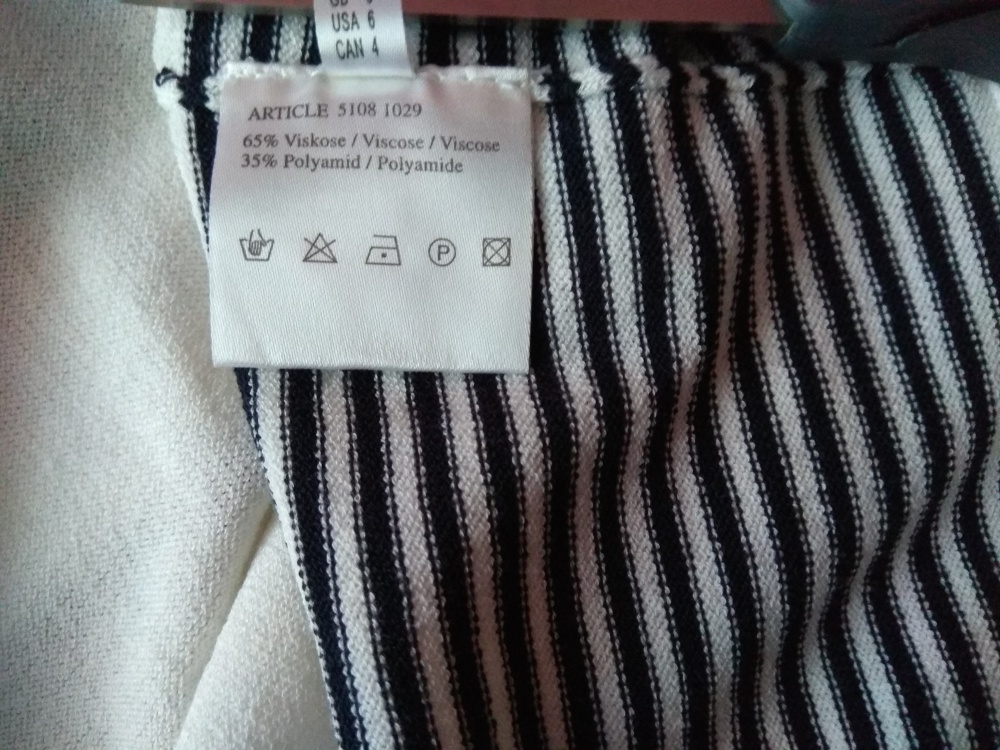 USA 6
CAN 4
ARTICLE 5108 1029
65% Viskose / Viscose / Viscose
35% Polyamid / Polyamide
P